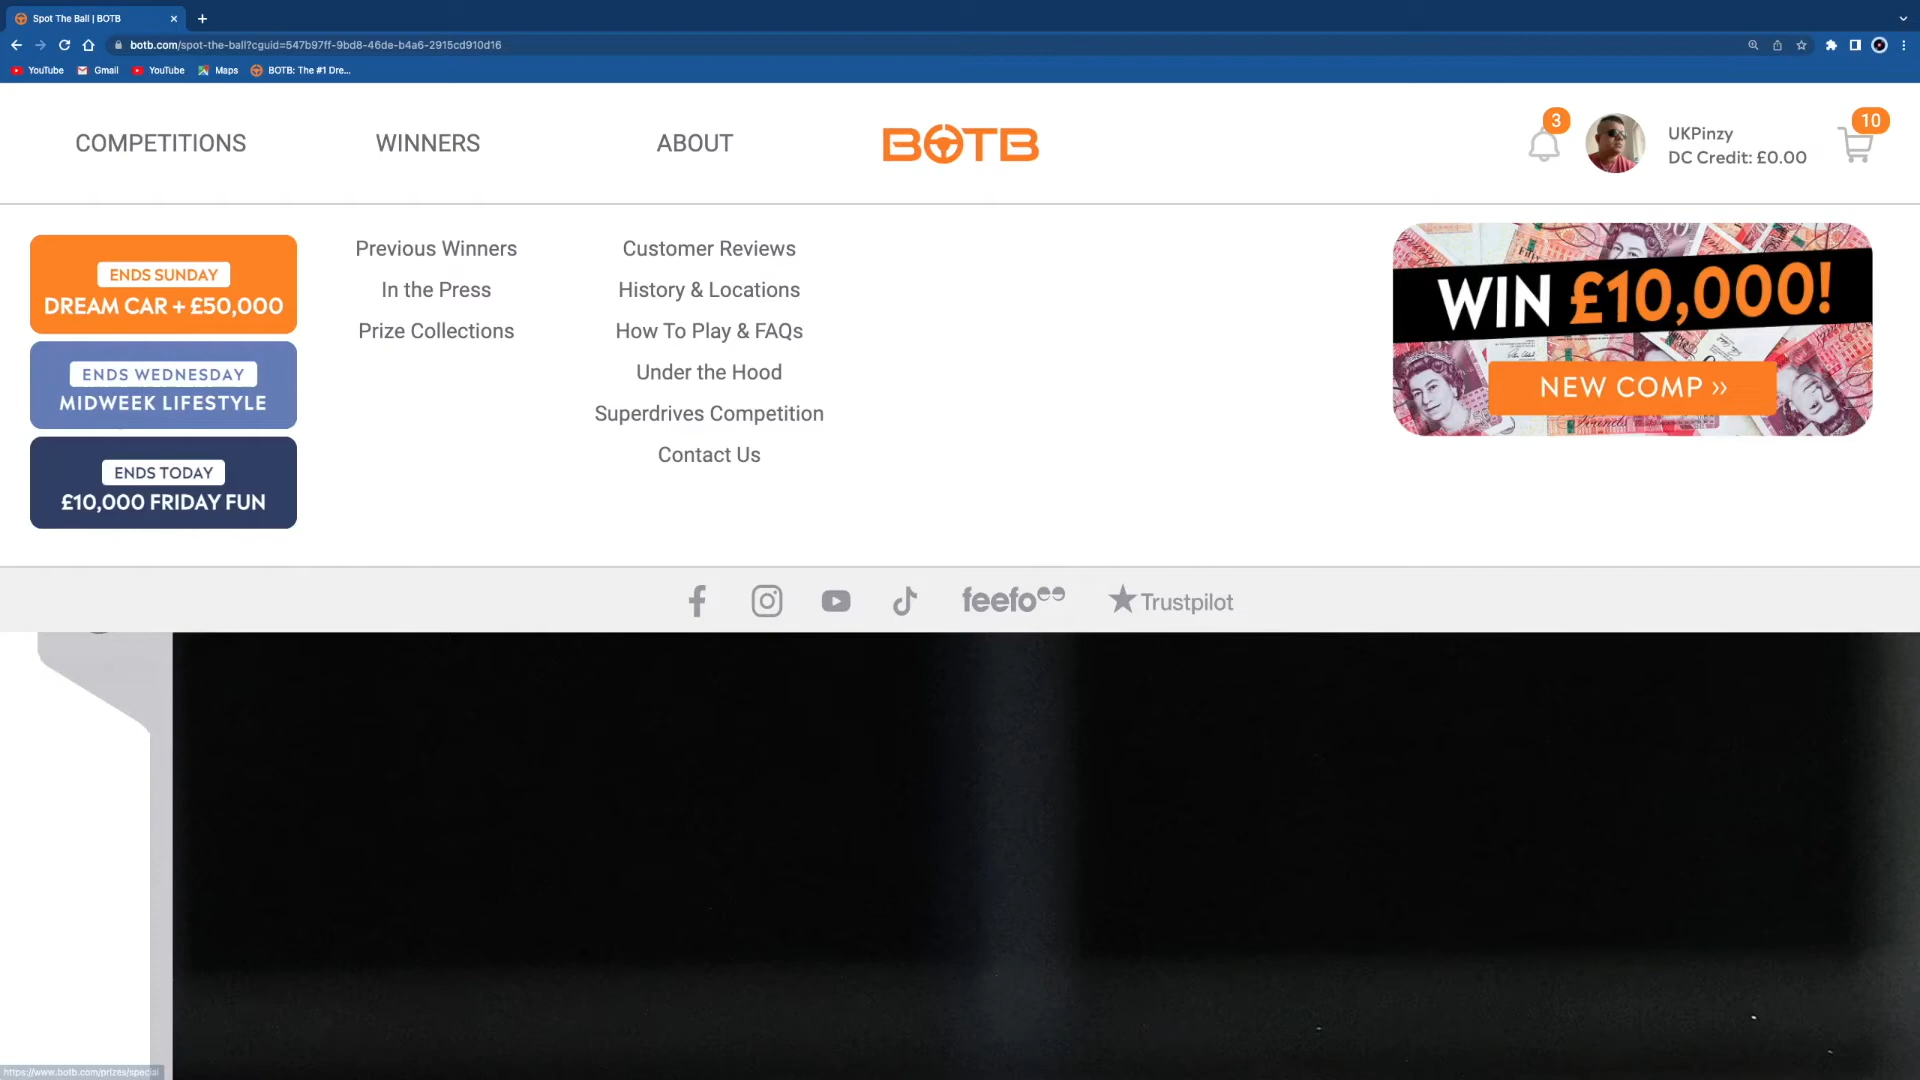 Spot The Ball | BOTB
botb.com/spot-the-ball?cguid=547b97ff-9bd8-46de-b4a6-2915cd910d16
YouTube
Gmail
YouTube
Maps
BOTB: The #1 Dre...
COMPETITIONS
WINNERS
ABOUT
BOTB
3
UKPinzy
DC Credit: £0.00
10
ENDS SUNDAY
DREAM CAR + £50,000
ENDS WEDNESDAY
MIDWEEK LIFESTYLE
ENDS TODAY
£10,000 FRIDAY FUN
Previous Winners
In the Press
Prize Collections
Customer Reviews
History & Locations
How To Play & FAQs
Under the Hood
Superdrives Competition
Contact Us
WIN £10,000!
NEW COMP »
feefo
Trustpilot
https://www.botb.com/prizes/special